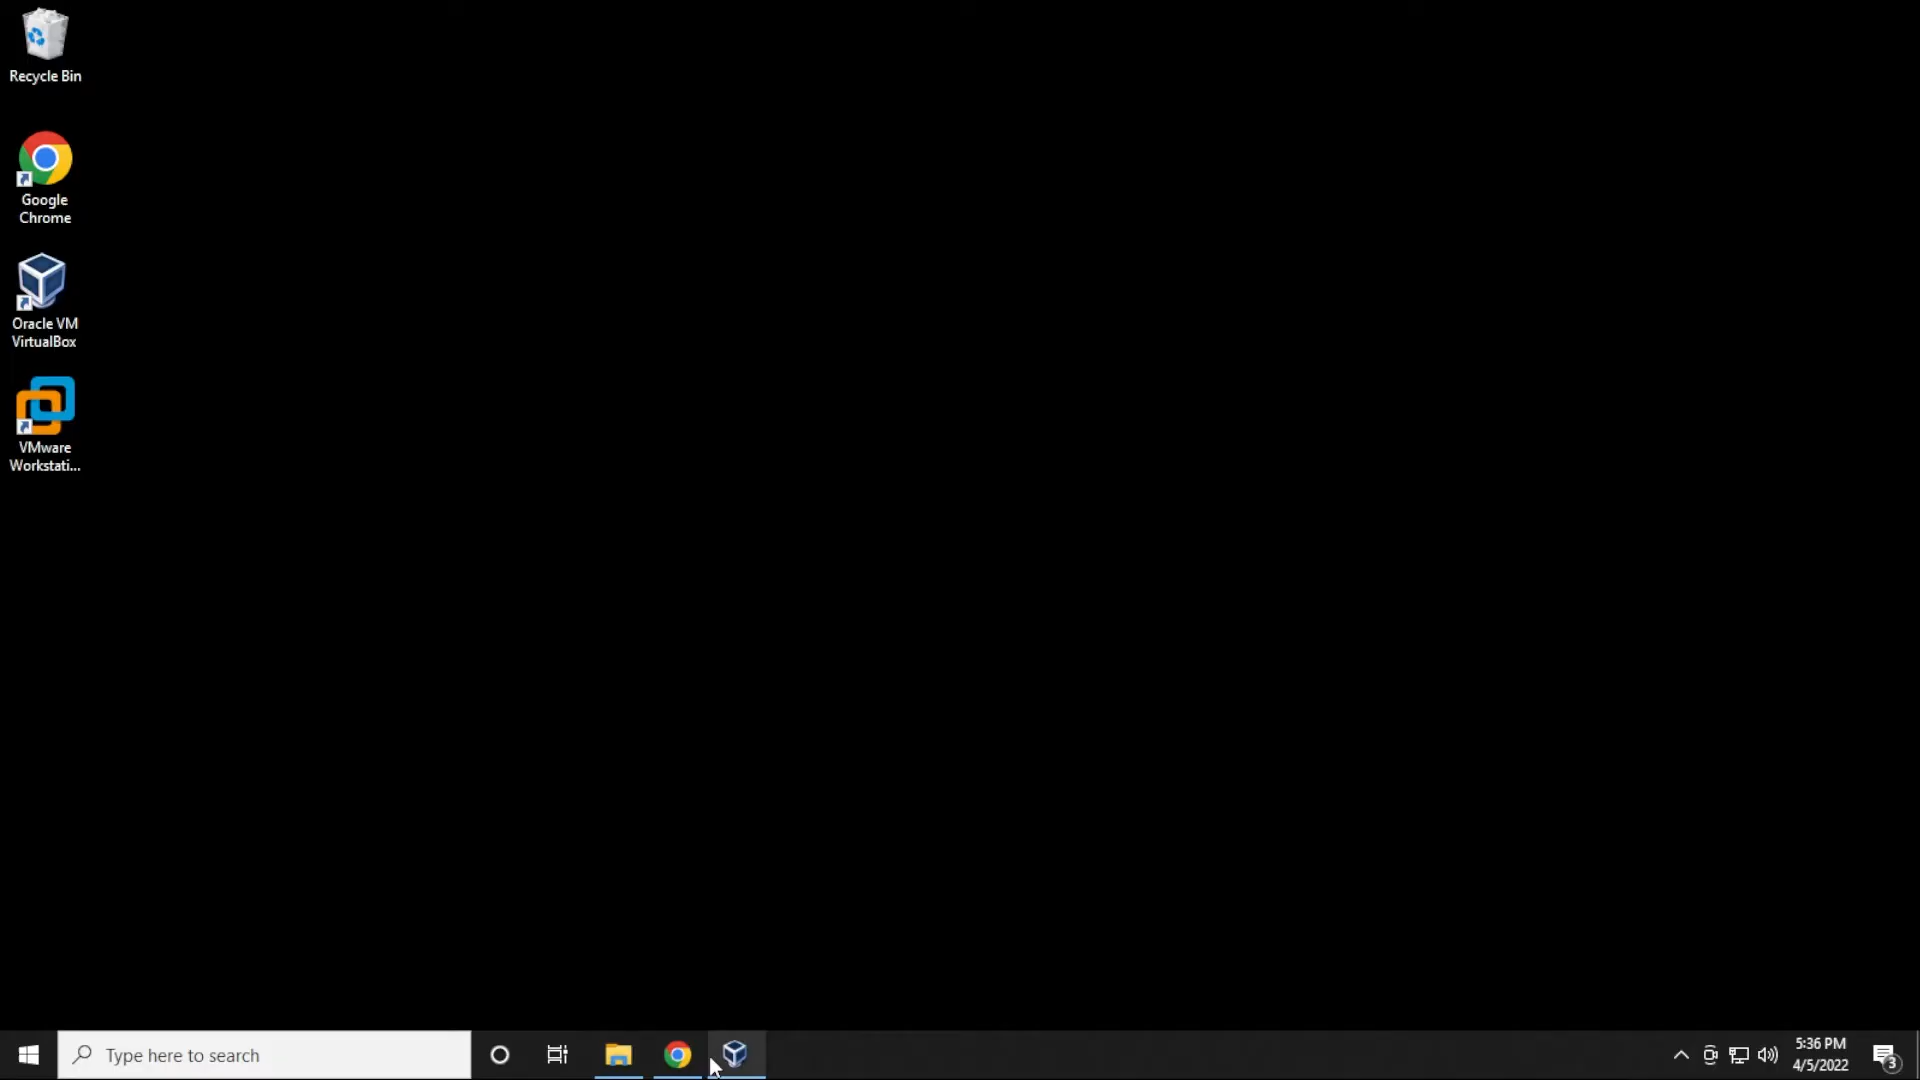 Recycle Bin
Google
Chrome
Oracle VM
VirtualBox
VMware
Workstati...
Type here to search
5:36 PM
4/5/2022
3